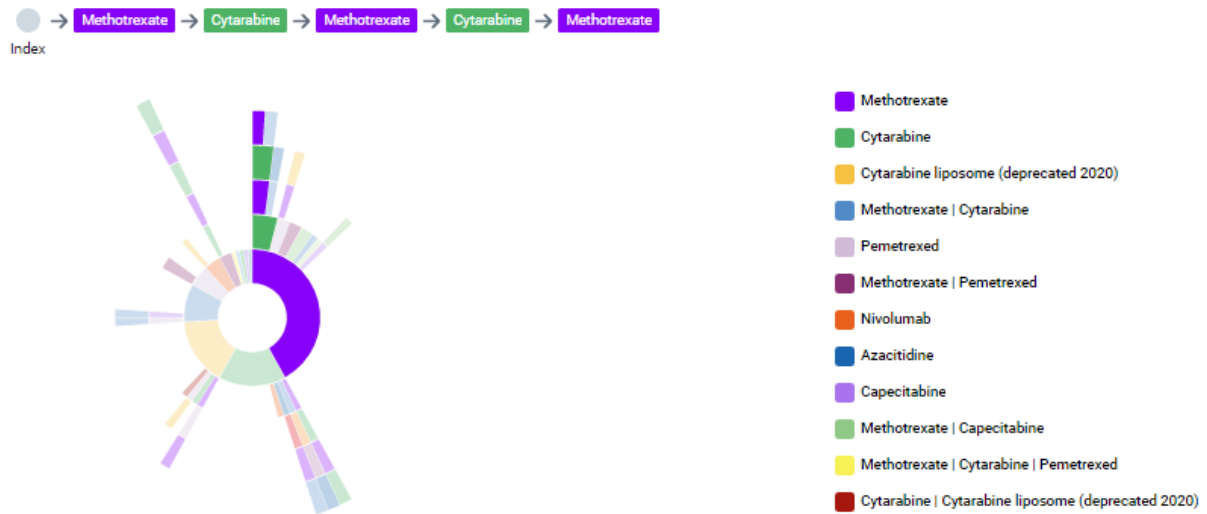 Methotrexate Cytarabine Methotrexate Cytarabine Methotrexate
Index
Methotrexate
Cytarabine
Cytarabine liposome (deprecated 2020)
Methotrexate | Cytarabine
Pemetrexed
Methotrexate | Pemetrexed
Nivolumab
Azacitidine
Capecitabine
Methotrexate | Capecitabine
Methotrexate | Cytarabine | Pemetrexed
Cytarabine | Cytarabine liposome (deprecated 2020)